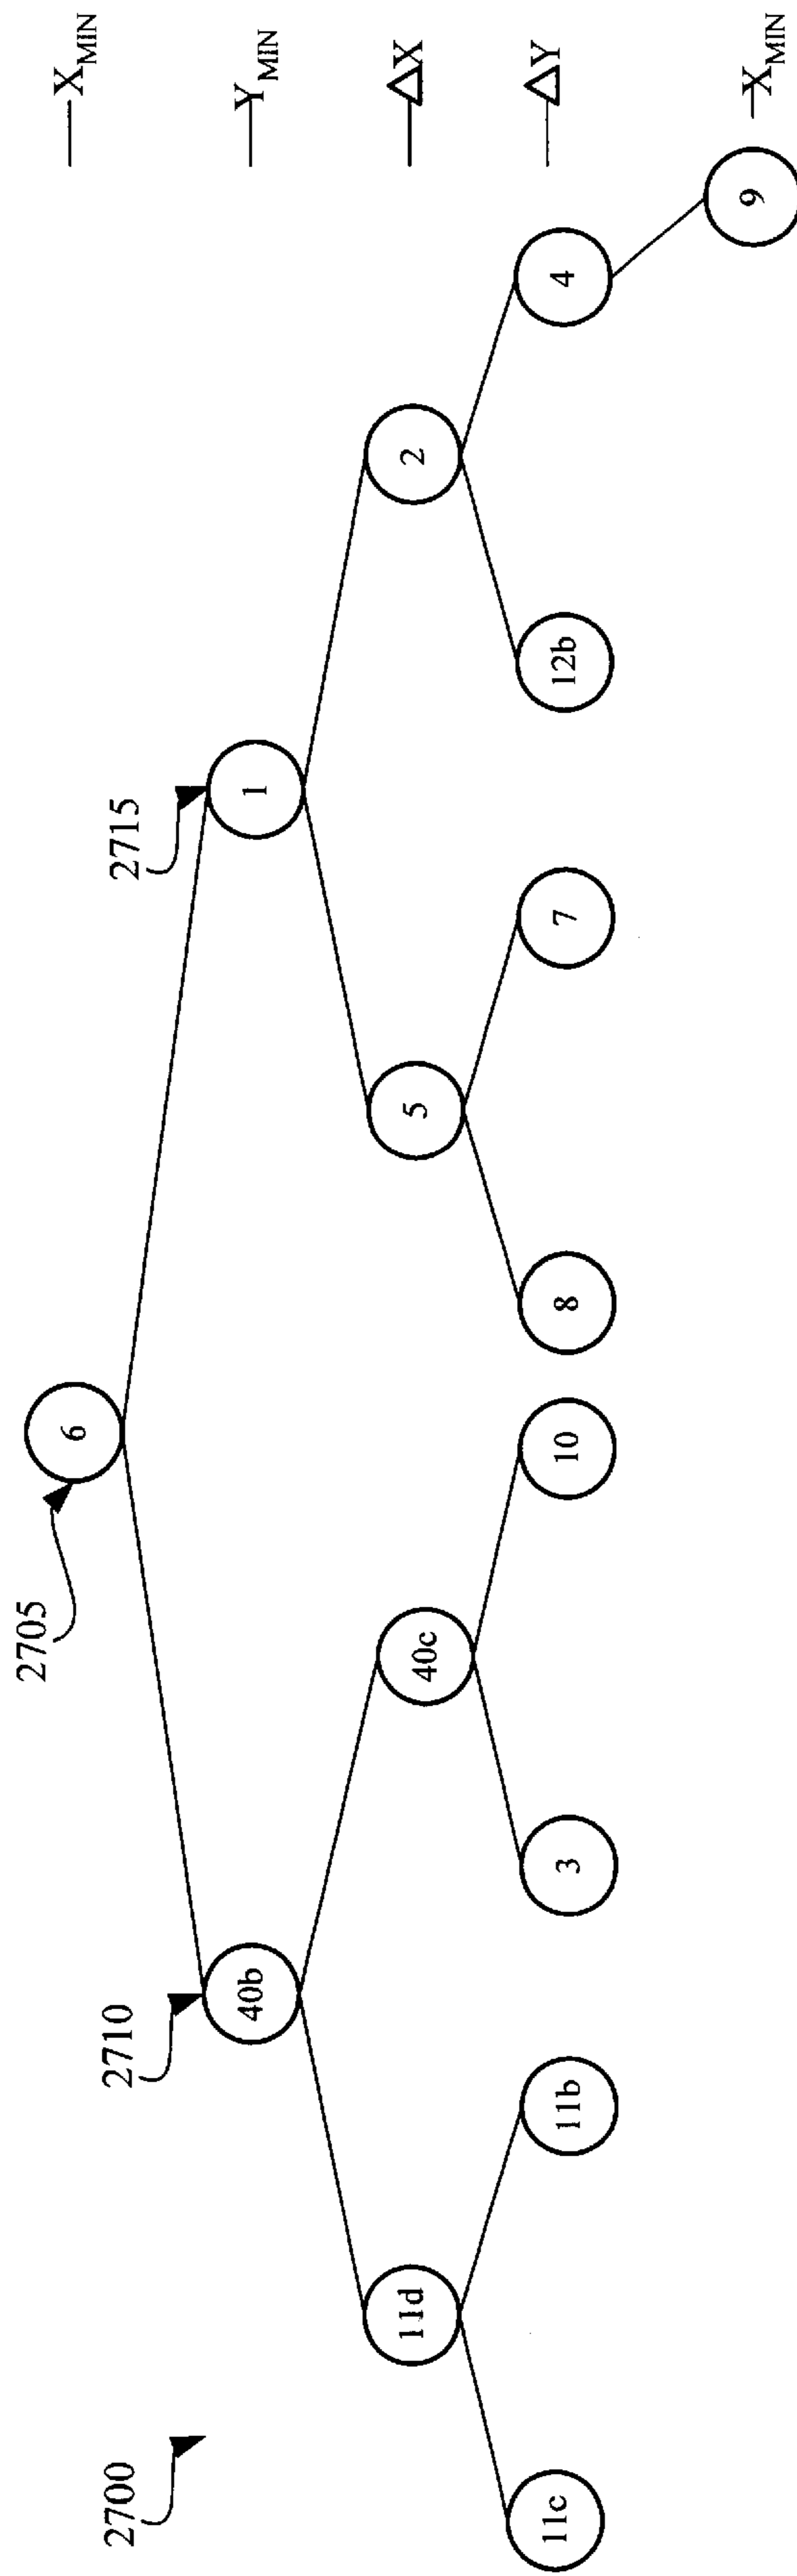 2700
2705
6
— X_MIN
2710
40b
2715
1
— Y_MIN
11d
40c
5
2
— ΔX
11c
11b
3
10
8
7
12b
4
— ΔY
9
— X_MIN